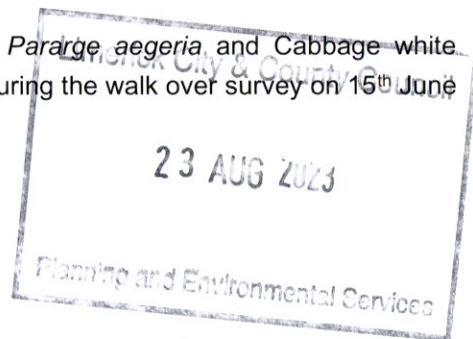 Pararge aegeria and Cabbage white
uring the walk over survey on 15th June
Limerick City & County Council
23 AUG 2023
Planning and Environmental Services